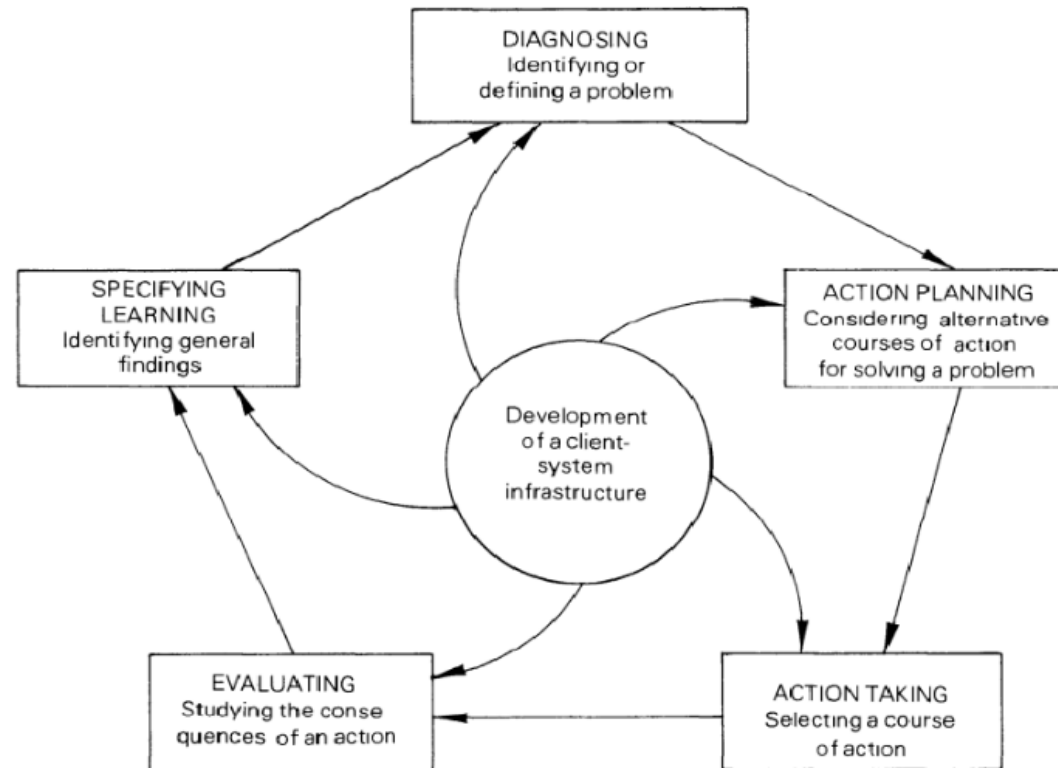 DIAGNOSING
Identifying or
defining a problem
ACTION PLANNING
Considering alternative
courses of action
for solving a problem
ACTION TAKING
Selecting a course
of action
EVALUATING
Studying the conse
quences of an action
SPECIFYING
LEARNING
Identifying general
findings
Development
of a client-
system
infrastructure